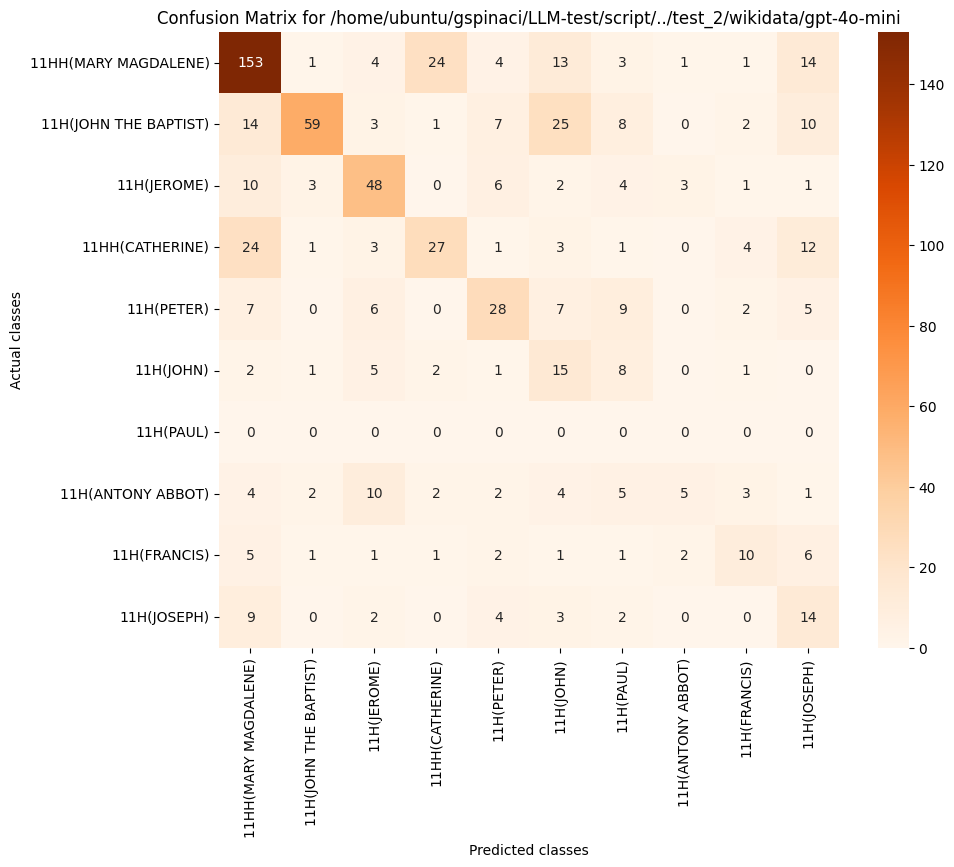 Confusion Matrix for /home/ubuntu/gspinaci/LLM-test/script/../test_2/wikidata/gpt-4o-mini
Actual classes
11HH(MARY MAGDALENE) 153 1 4 24 4 13 3 1 1 14
11H(JOHN THE BAPTIST) 14 59 3 1 7 25 8 0 2 10
11H(JEROME) 10 3 48 0 6 2 4 3 1 1
11HH(CATHERINE) 24 1 3 27 1 3 1 0 4 12
11H(PETER) 7 0 6 0 28 7 9 0 2 5
11H(JOHN) 2 1 5 2 1 15 8 0 1 0
11H(PAUL) 0 0 0 0 0 0 0 0 0 0
11H(ANTONY ABBOT) 4 2 10 2 2 4 5 5 3 1
11H(FRANCIS) 5 1 1 1 2 1 1 2 10 6
11H(JOSEPH) 9 0 2 0 4 3 2 0 0 14
11HH(MARY MAGDALENE)
11H(JOHN THE BAPTIST)
11H(JEROME)
11HH(CATHERINE)
11H(PETER)
11H(JOHN)
11H(PAUL)
11H(ANTONY ABBOT)
11H(FRANCIS)
11H(JOSEPH)
Predicted classes
140
120
100
80
60
40
20
0